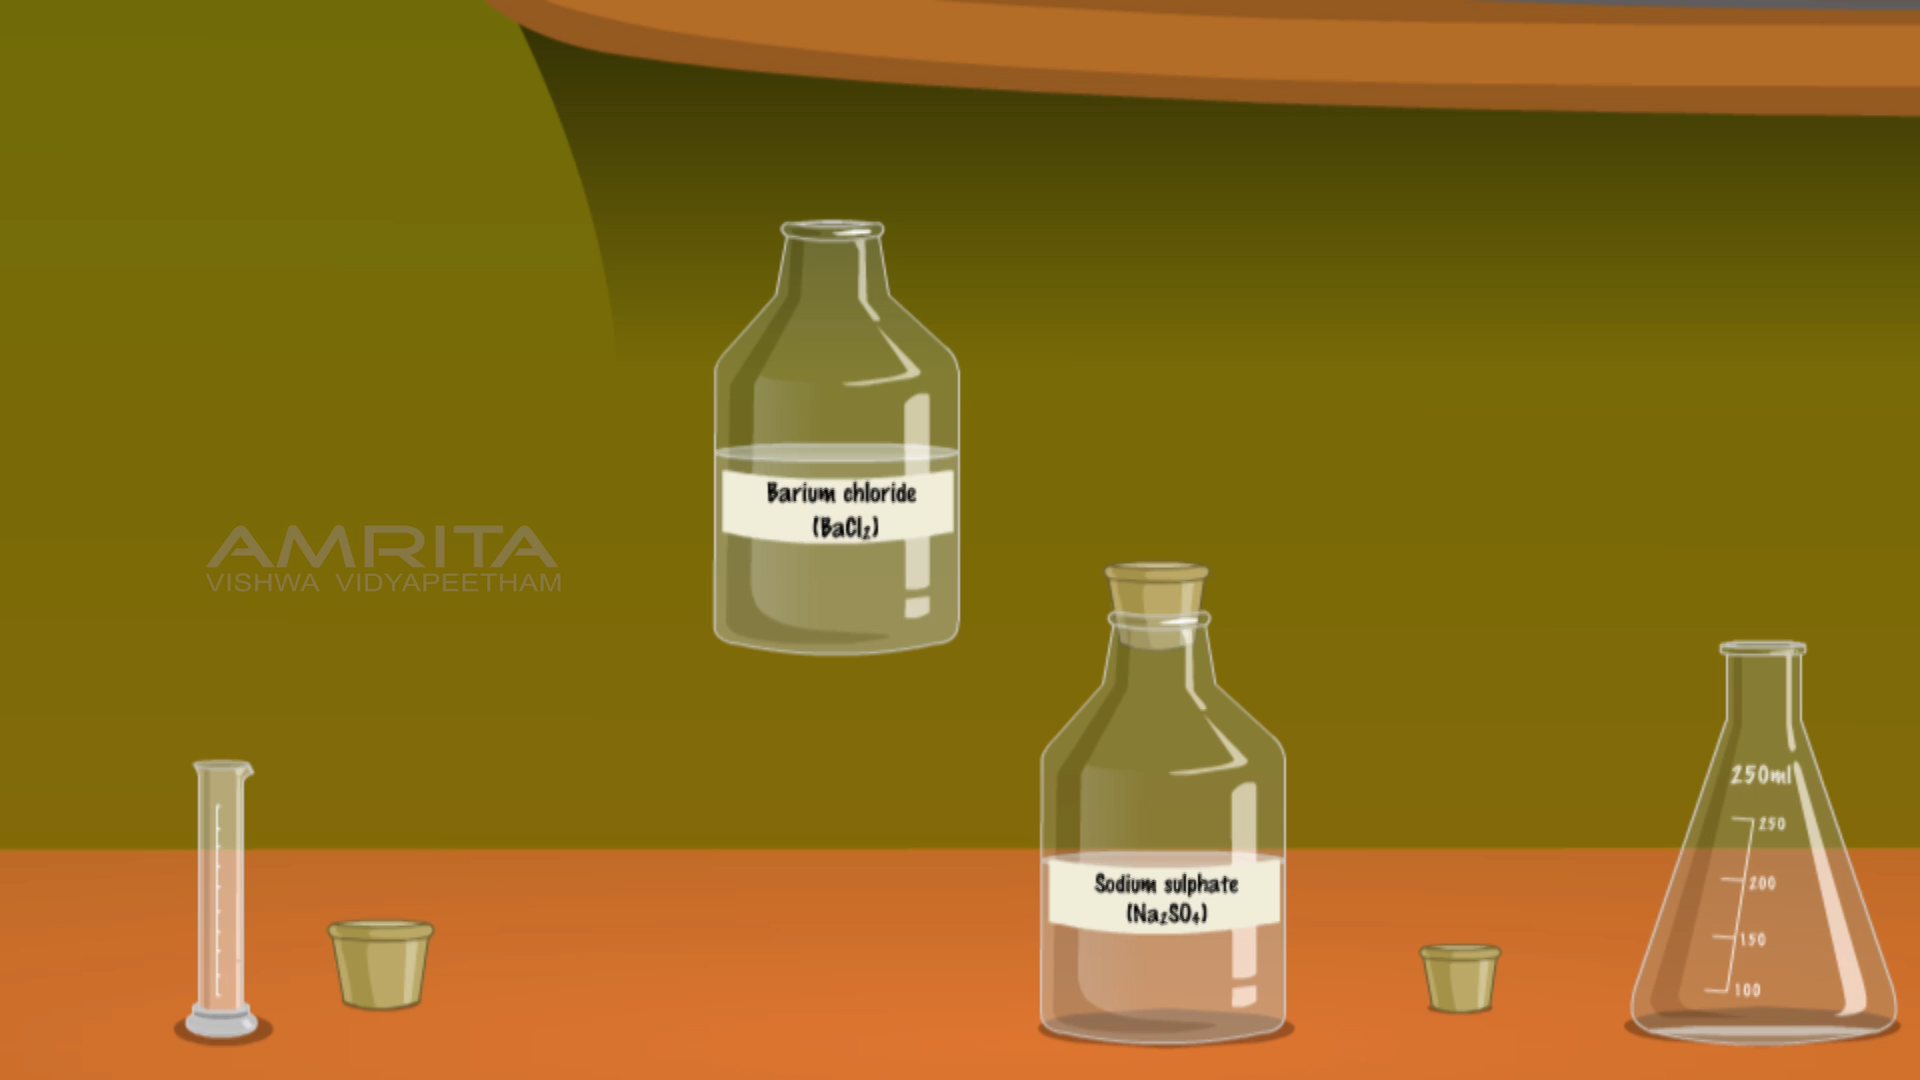 Barium chloride
(BaCl₂)
AMRITA
VISHWA VIDYAPEETHAM
Sodium sulphate
(Na₂SO₄)
250ml
250
200
150
100